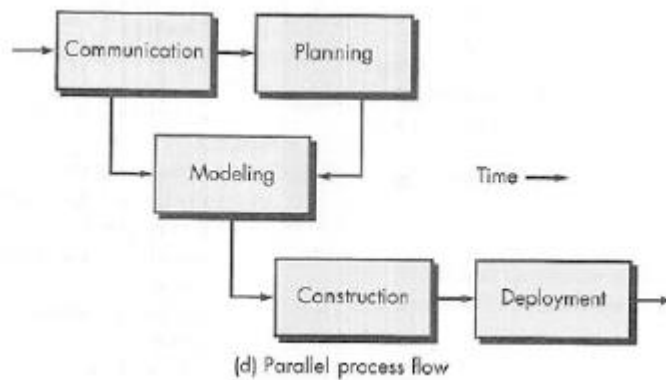 Communication
Planning
Modeling
Time
Construction
Deployment
(d) Parallel process flow